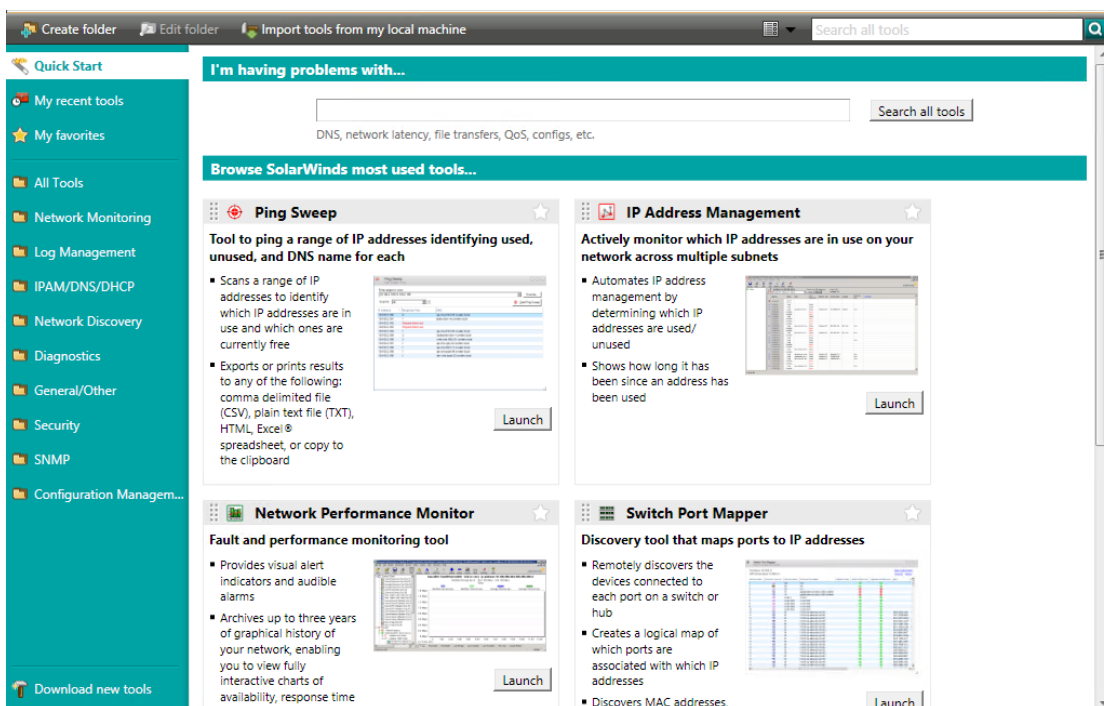 Create folder
Edit folder
Import tools from my local machine
Search all tools
Quick Start
My recent tools
My favorites
All Tools
Network Monitoring
Log Management
IPAM/DNS/DHCP
Network Discovery
Diagnostics
General/Other
Security
SNMP
Configuration Managem...
Download new tools
I'm having problems with...
Search all tools
DNS, network latency, file transfers, QoS, configs, etc.
Browse SolarWinds most used tools...
Ping Sweep
Tool to ping a range of IP addresses identifying used,
unused, and DNS name for each
Scans a range of IP
addresses to identify
which IP addresses are in
use and which ones are
currently free
Exports or prints results
to any of the following:
comma delimited file
(CSV), plain text file (TXT),
HTML, Excel®
spreadsheet, or copy to
the clipboard
Launch
IP Address Management
Actively monitor which IP addresses are in use on your
network across multiple subnets
Automates IP address
management by
determining which IP
addresses are used/
unused
Shows how long it has
been since an address has
been used
Launch
Network Performance Monitor
Fault and performance monitoring tool
Provides visual alert
indicators and audible
alarms
Archives up to three years
of graphical history of
your network, enabling
you to view fully
interactive charts of
availability, response time
Launch
Switch Port Mapper
Discovery tool that maps ports to IP addresses
Remotely discovers the
devices connected to
each port on a switch or
hub
Creates a logical map of
which ports are
associated with which IP
addresses
Discovers MAC addresses,
Launch